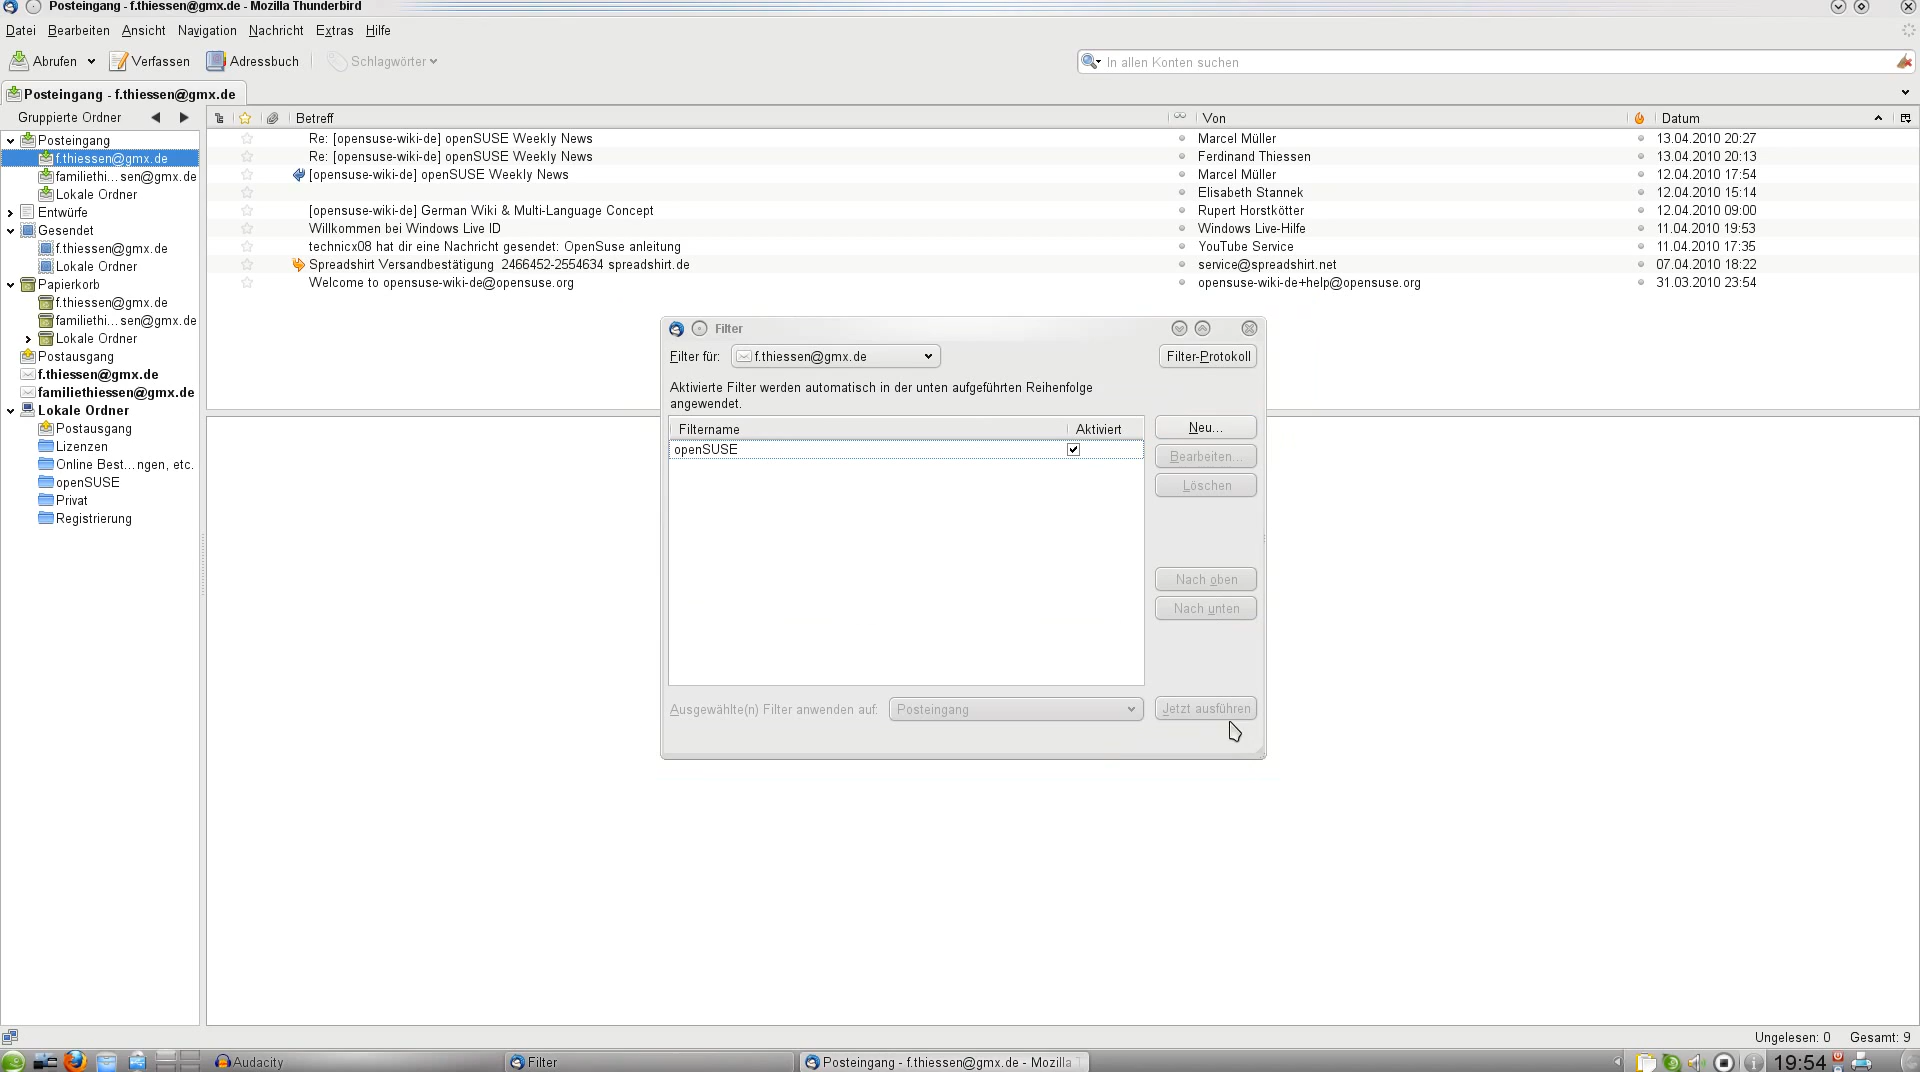 Posteingang - f.thiessen@gmx.de - Mozilla Thunderbird
Datei Bearbeiten Ansicht Navigation Nachricht Extras Hilfe
Abrufen Verfassen Adressbuch Schlagwörter In allen Konten suchen
Posteingang - f.thiessen@gmx.de
Gruppierte Ordner
Posteingang
f.thiessen@gmx.de
familiethi...sen@gmx.de
Lokale Ordner
Entwürfe
Gesendet
f.thiessen@gmx.de
Lokale Ordner
Papierkorb
f.thiessen@gmx.de
familiethi...sen@gmx.de
Lokale Ordner
Postausgang
f.thiessen@gmx.de
familiethiessen@gmx.de
Lokale Ordner
Postausgang
Lizenzen
Online Best...ngen, etc.
openSUSE
Privat
Registrierung
Betreff Von Datum
Re: [opensuse-wiki-de] openSUSE Weekly News Marcel Müller 13.04.2010 20:27
Re: [opensuse-wiki-de] openSUSE Weekly News Ferdinand Thiessen 13.04.2010 20:13
[opensuse-wiki-de] openSUSE Weekly News Marcel Müller 12.04.2010 17:54
Elisabeth Stannek 12.04.2010 15:14
[opensuse-wiki-de] German Wiki & Multi-Language Concept Rupert Horstkötter 12.04.2010 09:00
Willkommen bei Windows Live ID Windows Live-Hilfe 11.04.2010 19:53
technicx08 hat dir eine Nachricht gesendet: OpenSuse anleitung YouTube Service 11.04.2010 17:35
Spreadshirt Versandbestätigung 2466452-2554634 spreadshirt.de service@spreadshirt.net 07.04.2010 18:22
Welcome to opensuse-wiki-de@opensuse.org opensuse-wiki-de+help@opensuse.org 31.03.2010 23:54
Filter
Filter für: f.thiessen@gmx.de Filter-Protokoll
Aktivierte Filter werden automatisch in der unten aufgeführten Reihenfolge
angewendet.
Filtername Aktiviert
openSUSE
Neu...
Bearbeiten...
Löschen
Nach oben
Nach unten
Ausgewählte(n) Filter anwenden auf: Posteingang Jetzt ausführen
Ungelesen: 0 Gesamt: 9
Audacity Filter Posteingang - f.thiessen@gmx.de - Mozilla T 19:54